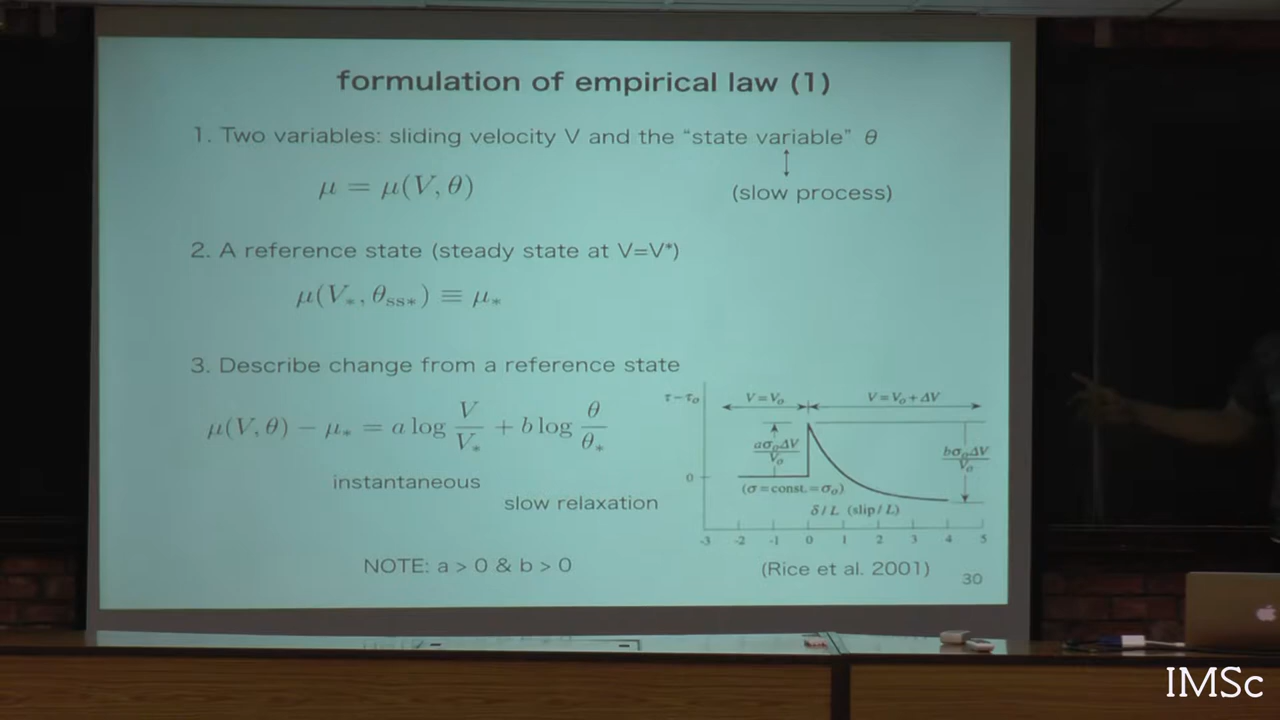 formulation of empirical law (1)
1. Two variables: sliding velocity V and the “state variable” θ
μ = μ(V, θ)
(slow process)
2. A reference state (steady state at V=V*)
μ(V*, θss*) ≡ μ*
3. Describe change from a reference state
μ(V, θ) − μ* = a log V/V* + b log θ/θ*
instantaneous
slow relaxation
NOTE: a > 0 & b > 0
τ−τo
V=Vo
V=Vo+ΔV
aσoΔV/Vo
bσoΔV/Vo
0
(σ=const.=σo)
δ/L (slip/L)
-3 -2 -1 0 1 2 3 4 5
(Rice et al. 2001)
30
IMSc